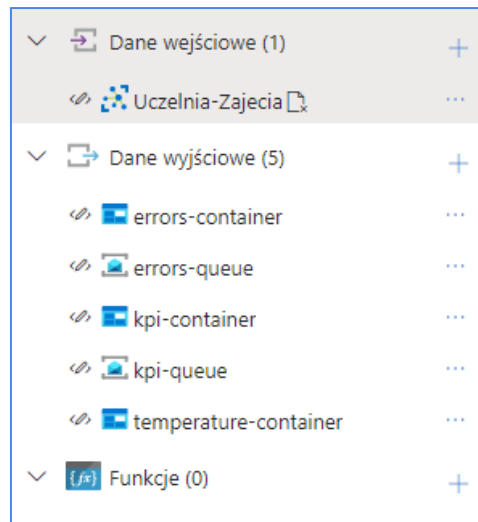 Dane wejściowe (1)
Uczelnia-Zajecia
Dane wyjściowe (5)
errors-container
errors-queue
kpi-container
kpi-queue
temperature-container
{fx} Funkcje (0)